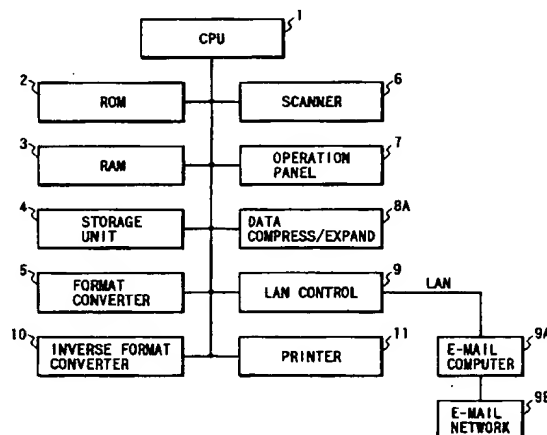 1
CPU
2
ROM
6
SCANNER
3
RAM
7
OPERATION
PANEL
4
STORAGE
UNIT
8A
DATA
COMPRESS/EXPAND
5
FORMAT
CONVERTER
9
LAN CONTROL
LAN
10
INVERSE FORMAT
CONVERTER
11
PRINTER
9A
E-MAIL
COMPUTER
9B
E-MAIL
NETWORK